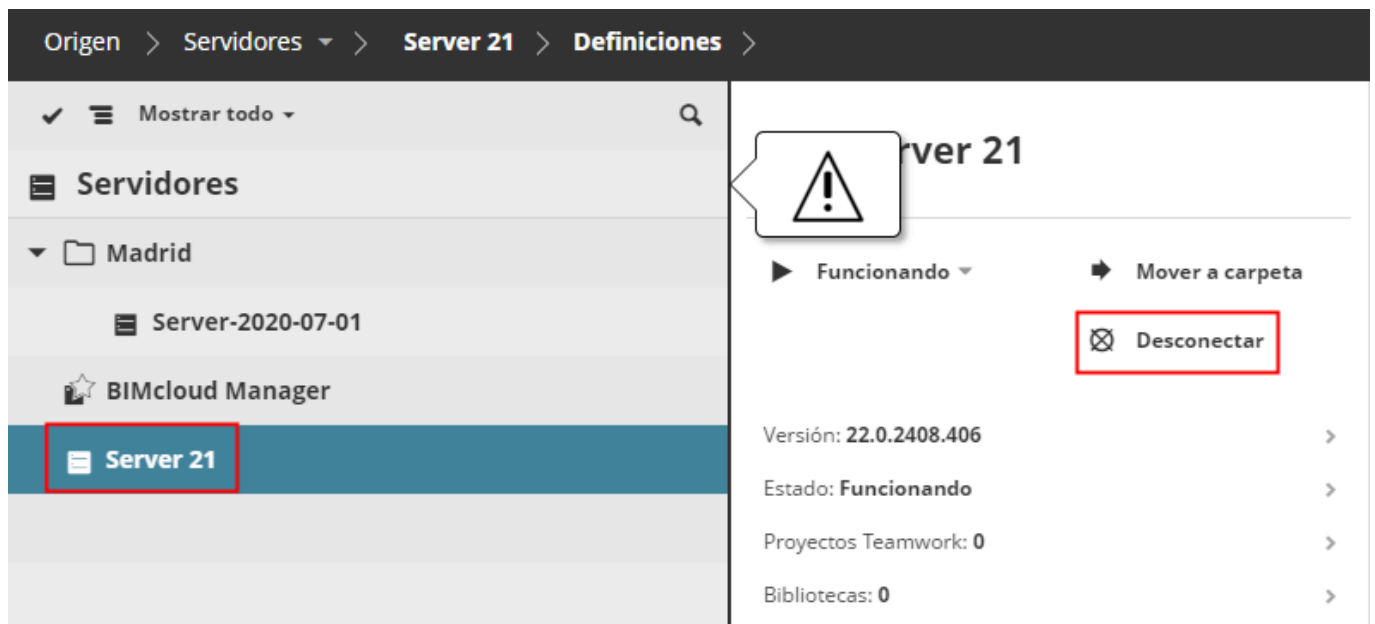 Origen > Servidores > Server 21 > Definiciones >
Mostrar todo
Servidores
Madrid
Server-2020-07-01
BIMcloud Manager
Server 21
rver 21
Funcionando
Mover a carpeta
Desconectar
Versión: 22.0.2408.406
Estado: Funcionando
Proyectos Teamwork: 0
Bibliotecas: 0